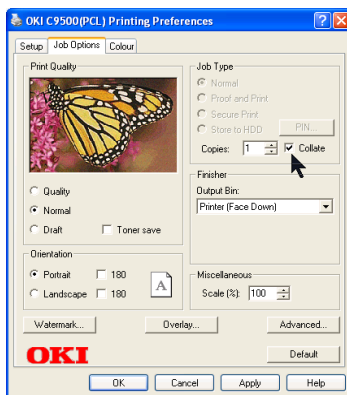 OKI C9500(PCL) Printing Preferences
Setup Job Options Colour
Print Quality
Quality
Normal
Draft Toner save
Orientation
Portrait 180
Landscape 180
A
Job Type
Normal
Proof and Print
Secure Print
Store to HDD PIN...
Copies: 1 Collate
Finisher
Output Bin:
Printer (Face Down)
Miscellaneous
Scale (%): 100
Watermark... Overlay... Advanced...
OKI Default
OK Cancel Apply Help